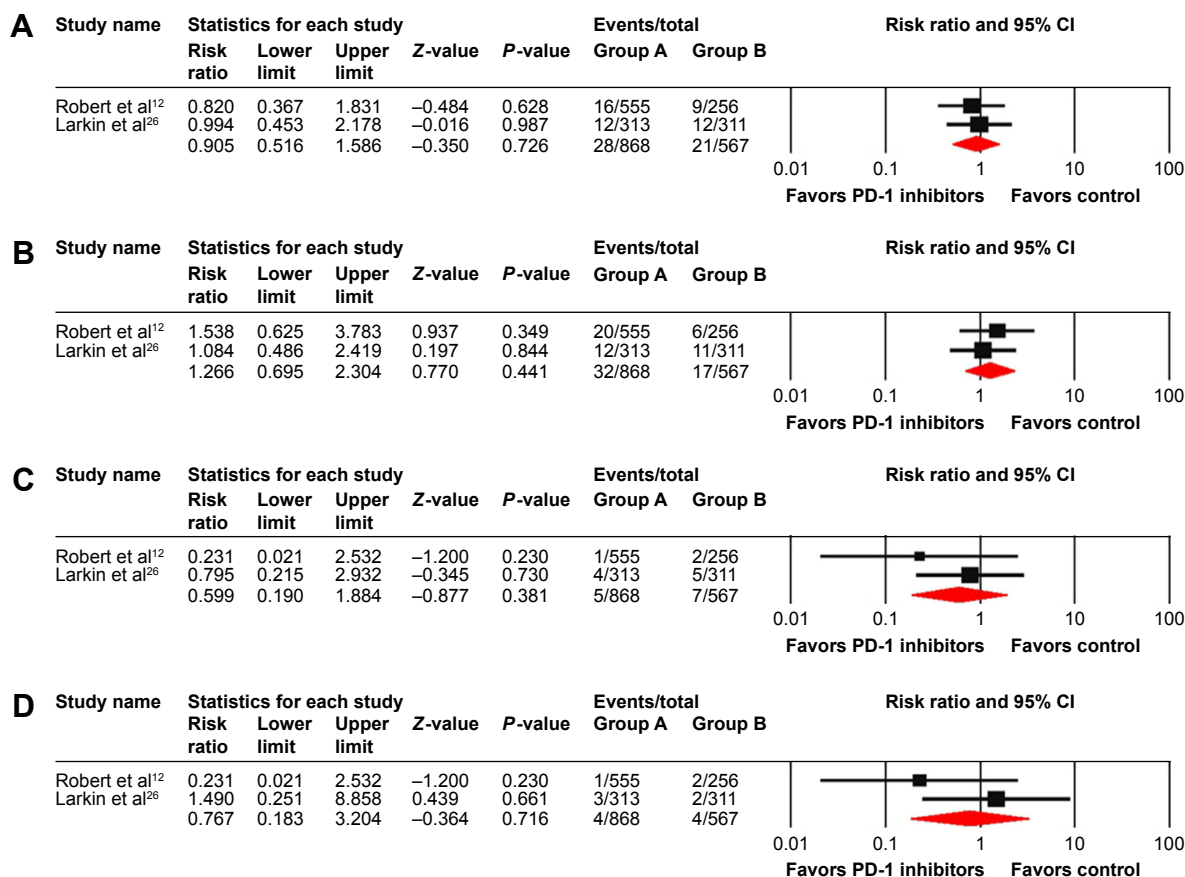 A Study name Statistics for each study Events/total Risk ratio and 95% CI
Risk ratio Lower limit Upper limit Z-value P-value Group A Group B
Robert et al12 0.820 0.367 1.831 –0.484 0.628 16/555 9/256
Larkin et al26 0.994 0.453 2.178 –0.016 0.987 12/313 12/311
0.905 0.516 1.586 –0.350 0.726 28/868 21/567
0.01 0.1 1 10 100
Favors PD-1 inhibitors Favors control
B Study name Statistics for each study Events/total Risk ratio and 95% CI
Risk ratio Lower limit Upper limit Z-value P-value Group A Group B
Robert et al12 1.538 0.625 3.783 0.937 0.349 20/555 6/256
Larkin et al26 1.084 0.486 2.419 0.197 0.844 12/313 11/311
1.266 0.695 2.304 0.770 0.441 32/868 17/567
0.01 0.1 1 10 100
Favors PD-1 inhibitors Favors control
C Study name Statistics for each study Events/total Risk ratio and 95% CI
Risk ratio Lower limit Upper limit Z-value P-value Group A Group B
Robert et al12 0.231 0.021 2.532 –1.200 0.230 1/555 2/256
Larkin et al26 0.795 0.215 2.932 –0.345 0.730 4/313 5/311
0.599 0.190 1.884 –0.877 0.381 5/868 7/567
0.01 0.1 1 10 100
Favors PD-1 inhibitors Favors control
D Study name Statistics for each study Events/total Risk ratio and 95% CI
Risk ratio Lower limit Upper limit Z-value P-value Group A Group B
Robert et al12 0.231 0.021 2.532 –1.200 0.230 1/555 2/256
Larkin et al26 1.490 0.251 8.858 0.439 0.661 3/313 2/311
0.767 0.183 3.204 –0.364 0.716 4/868 4/567
0.01 0.1 1 10 100
Favors PD-1 inhibitors Favors control